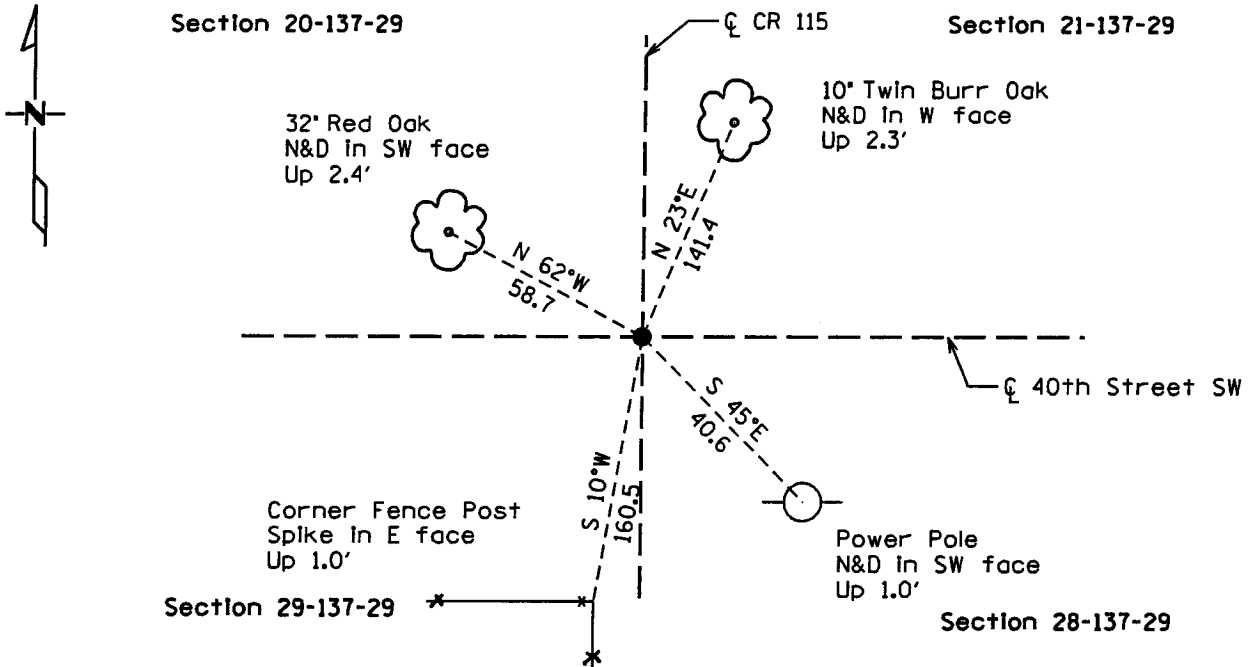 Section 20-137-29
℄ CR 115
Section 21-137-29
N
32" Red Oak
N&D in SW face
Up 2.4'
10" Twin Burr Oak
N&D in W face
Up 2.3'
N 23°E
141.4
N 62°W
58.7
℄ 40th Street SW
S 45°E
40.6
S 10°W
160.5
Corner Fence Post
Spike in E face
Up 1.0'
Power Pole
N&D in SW face
Up 1.0'
Section 29-137-29
Section 28-137-29